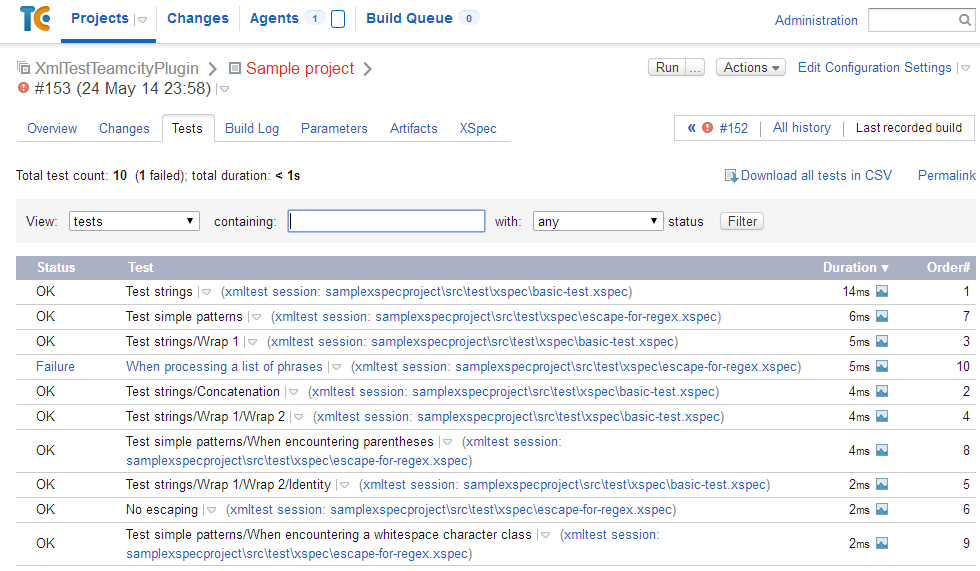 TC Projects Changes Agents 1 Build Queue 0 Administration
XmlTestTeamcityPlugin Sample project Run ... Actions Edit Configuration Settings
#153 (24 May 14 23:58)
Overview Changes Tests Build Log Parameters Artifacts XSpec « #152 All history Last recorded build
Total test count: 10 (1 failed); total duration: < 1s Download all tests in CSV Permalink
View: tests containing: with: any status Filter
Status Test Duration ▼ Order#
OK Test strings (xmltest session: samplexspecproject\src\test\xspec\basic-test.xspec) 14ms 1
OK Test simple patterns (xmltest session: samplexspecproject\src\test\xspec\escape-for-regex.xspec) 6ms 7
OK Test strings/Wrap 1 (xmltest session: samplexspecproject\src\test\xspec\basic-test.xspec) 5ms 3
Failure When processing a list of phrases (xmltest session: samplexspecproject\src\test\xspec\escape-for-regex.xspec) 5ms 10
OK Test strings/Concatenation (xmltest session: samplexspecproject\src\test\xspec\basic-test.xspec) 4ms 2
OK Test strings/Wrap 1/Wrap 2 (xmltest session: samplexspecproject\src\test\xspec\basic-test.xspec) 4ms 4
OK Test simple patterns/When encountering parentheses (xmltest session:
samplexspecproject\src\test\xspec\escape-for-regex.xspec) 4ms 8
OK Test strings/Wrap 1/Wrap 2/Identity (xmltest session: samplexspecproject\src\test\xspec\basic-test.xspec) 2ms 5
OK No escaping (xmltest session: samplexspecproject\src\test\xspec\escape-for-regex.xspec) 2ms 6
OK Test simple patterns/When encountering a whitespace character class (xmltest session:
samplexspecproject\src\test\xspec\escape-for-regex.xspec) 2ms 9